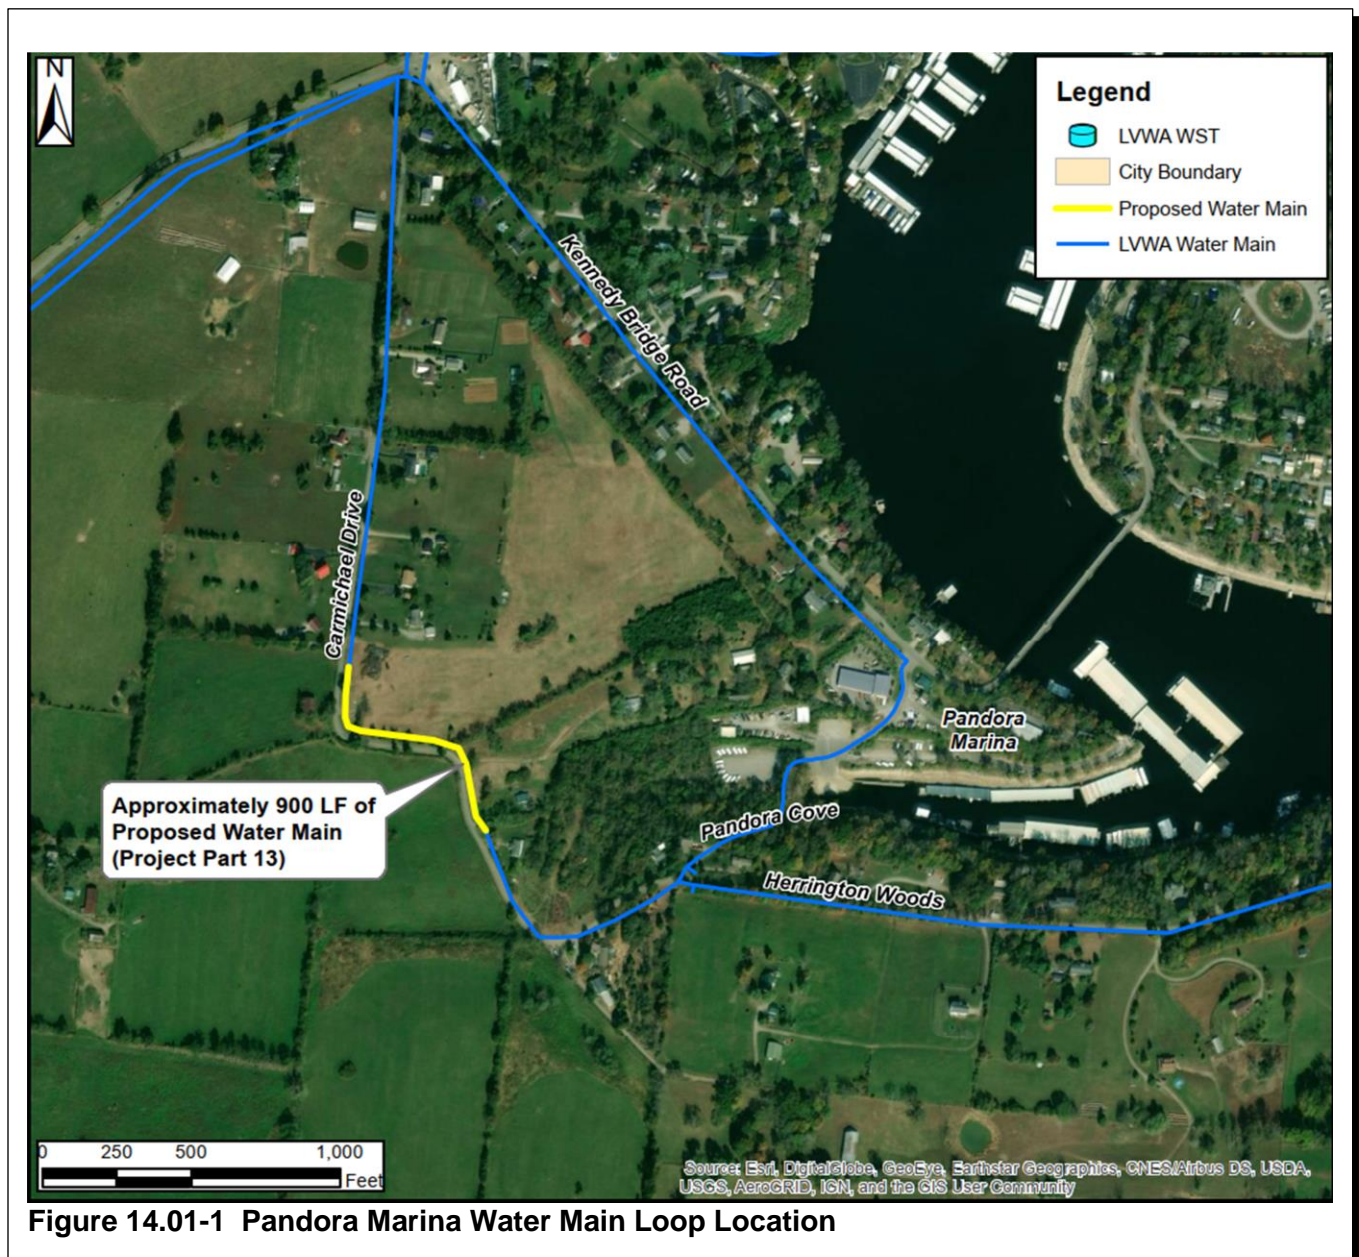 N
Legend
LVWA WST
City Boundary
Proposed Water Main
LVWA Water Main
Kennedy Bridge Road
Carmichael Drive
Pandora
Marina
Approximately 900 LF of
Proposed Water Main
(Project Part 13)
Pandora Cove
Herrington Woods
0 250 500 1,000
Feet
Source: Esri, DigitalGlobe, GeoEye, Earthstar Geographics, CNES/Airbus DS, USDA,
USGS, AeroGRID, IGN, and the GIS User Community
Figure 14.01-1 Pandora Marina Water Main Loop Location